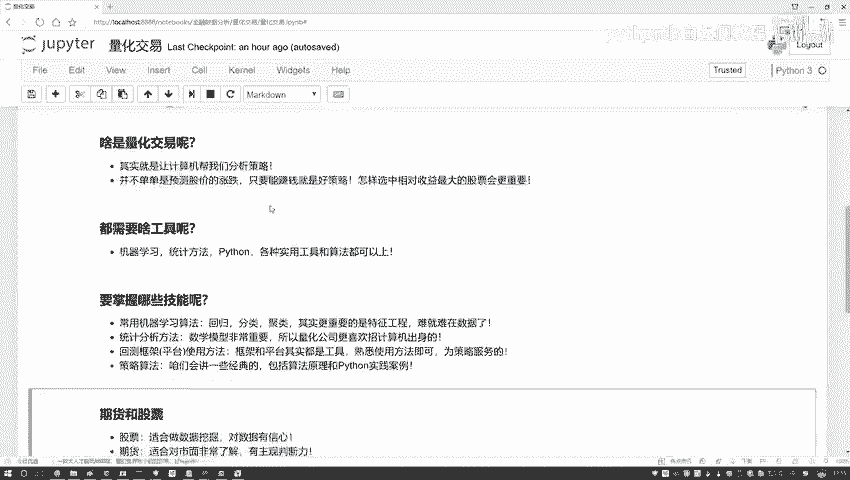 量化交易
http://localhost:8888/notebooks/金融数据分析/量化交易/量化交易.ipynb#
jupyter 量化交易 Last Checkpoint: an hour ago (autosaved)
Logout
File Edit View Insert Cell Kernel Widgets Help
Trusted Python 3
Markdown
啥是量化交易呢?
其实就是让计算机帮我们分析策略!
并不单单是预测股价的涨跌,只要能赚钱就是好策略!怎样选中相对收益最大的股票会更重要!
都需要啥工具呢?
机器学习,统计方法,Python,各种实用工具和算法都可以上!
要掌握哪些技能呢?
常用机器学习算法:回归,分类,聚类,其实更重要的是特征工程,难就难在数据了!
统计分析方法:数学模型非常重要,所以量化公司更喜欢招计算机出身的!
回测框架(平台)使用方法:框架和平台其实都是工具,熟悉使用方法即可,为策略服务的!
策略算法:咱们会讲一些经典的,包括算法原理和Python实践案例!
期货和股票
股票:适合做数据挖掘,对数据有信心!
期货:适合对市面非常了解,有主观判断力!